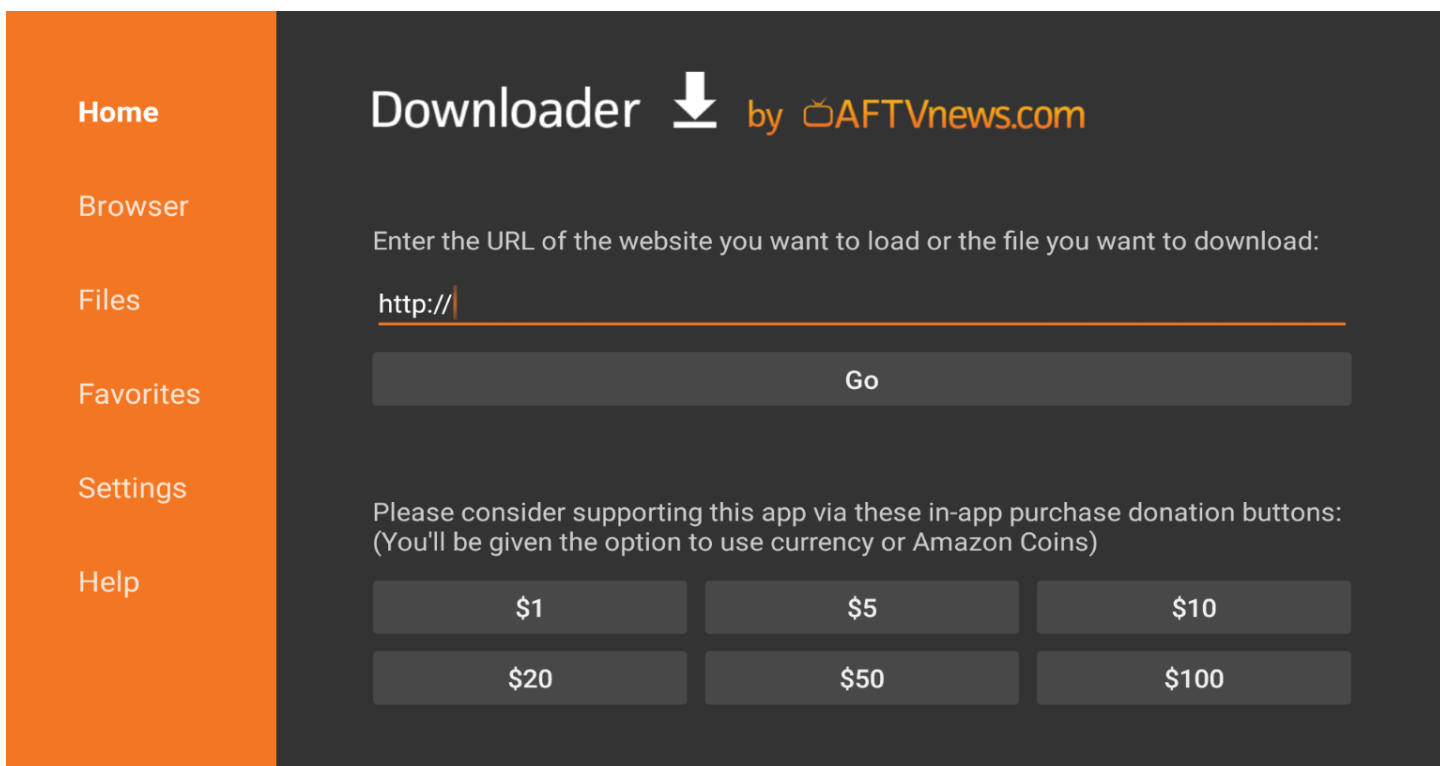 Home
Browser
Files
Favorites
Settings
Help
Downloader by AFTVnews.com
Enter the URL of the website you want to load or the file you want to download:
http://
Go
Please consider supporting this app via these in-app purchase donation buttons:
(You'll be given the option to use currency or Amazon Coins)
$1 $5 $10
$20 $50 $100